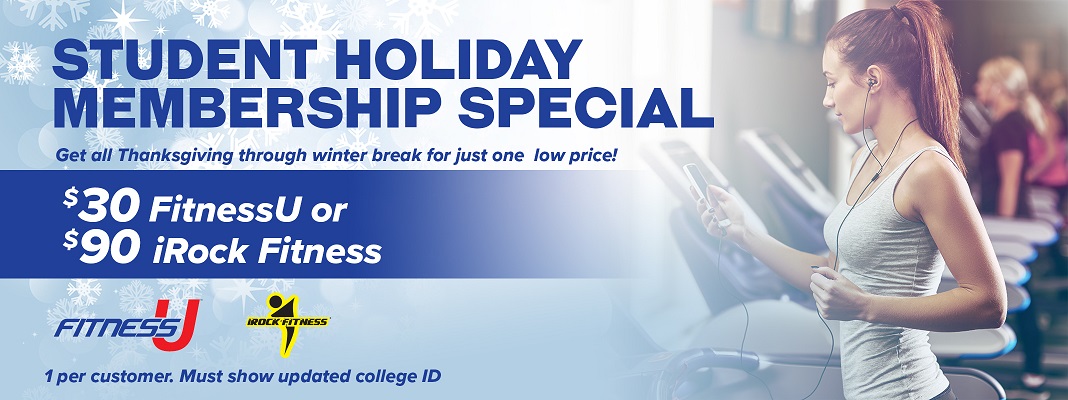 STUDENT HOLIDAY
MEMBERSHIP SPECIAL
Get all Thanksgiving through winter break for just one low price!
$30 FitnessU or
$90 iRock Fitness
FITNESS U
iROCK FITNESS
1 per customer. Must show updated college ID